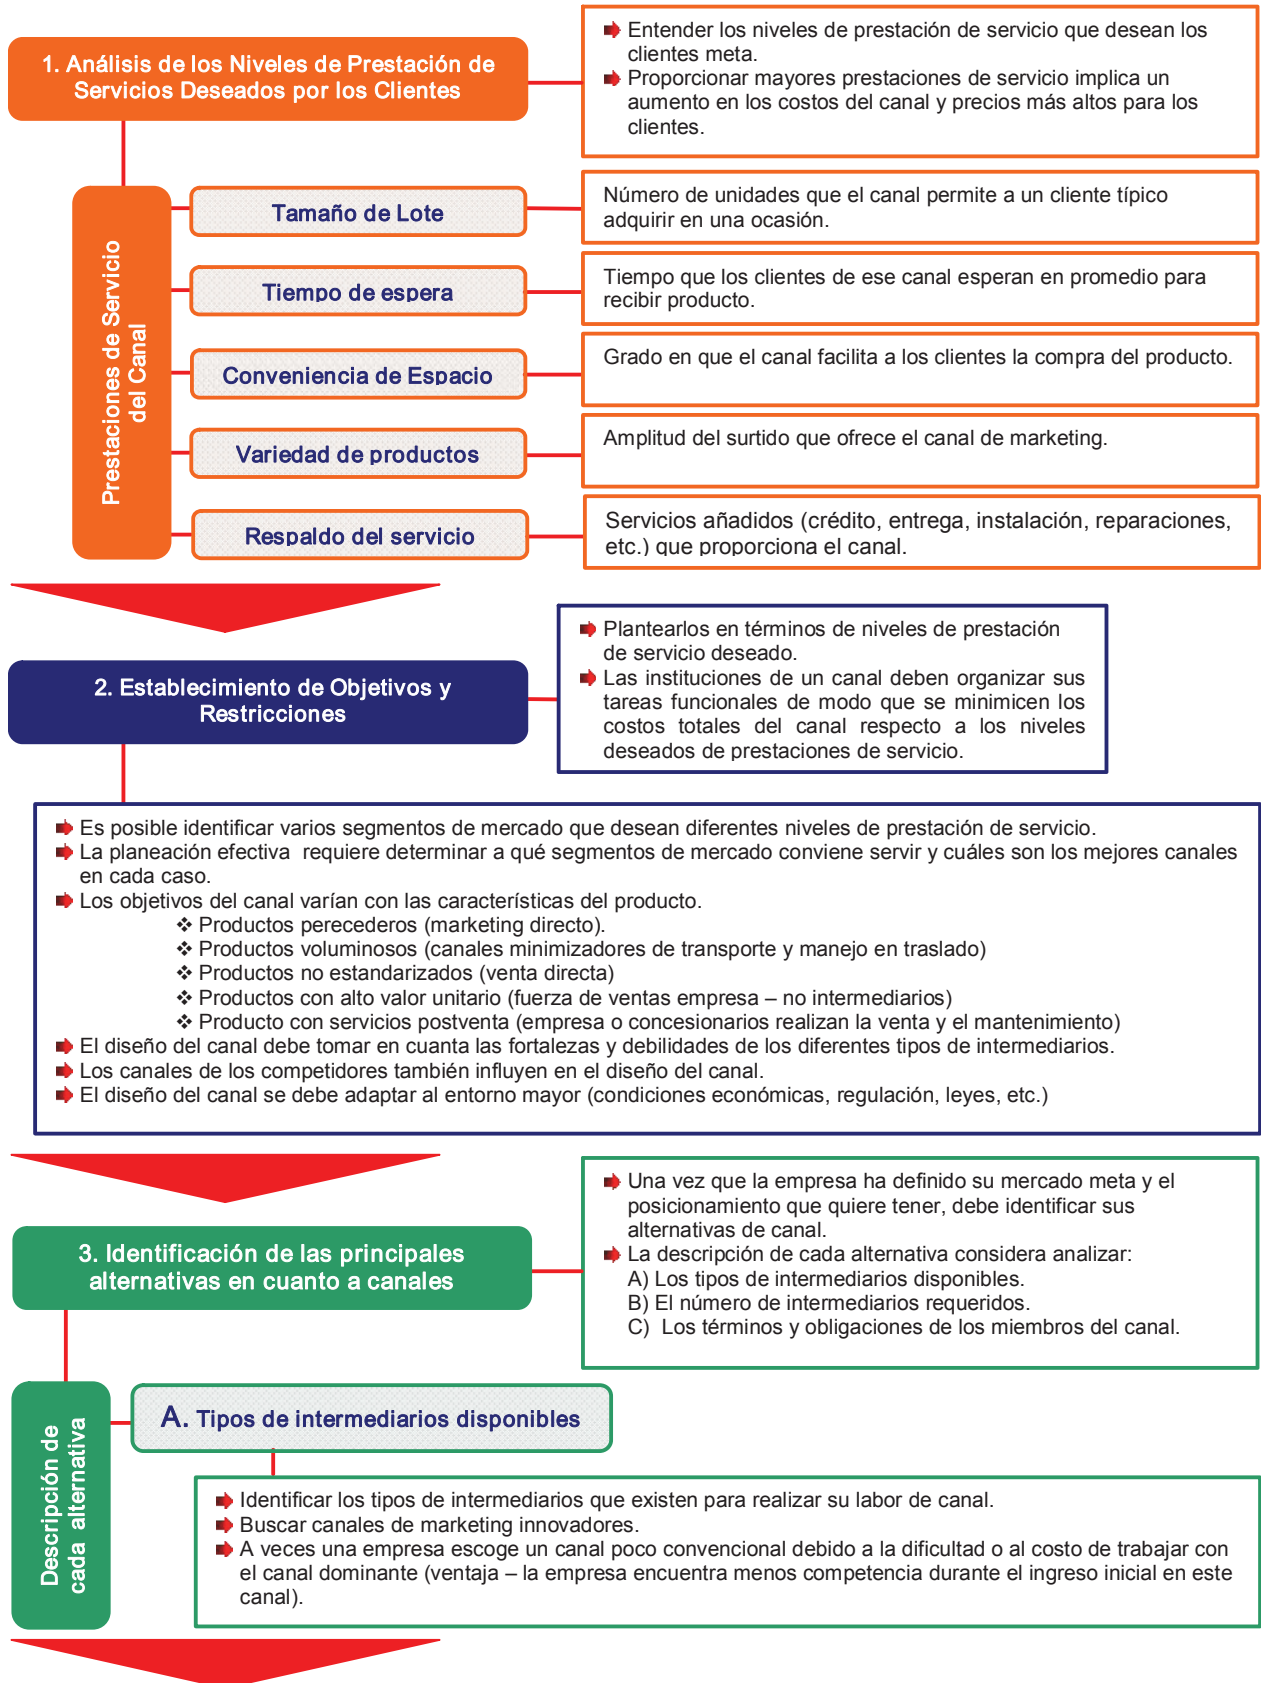 1. Análisis de los Niveles de Prestación de
Servicios Deseados por los Clientes
Entender los niveles de prestación de servicio que desean los
clientes meta.
Proporcionar mayores prestaciones de servicio implica un
aumento en los costos del canal y precios más altos para los
clientes.
Prestaciones de Servicio
del Canal
Tamaño de Lote
Número de unidades que el canal permite a un cliente típico
adquirir en una ocasión.
Tiempo de espera
Tiempo que los clientes de ese canal esperan en promedio para
recibir producto.
Conveniencia de Espacio
Grado en que el canal facilita a los clientes la compra del producto.
Variedad de productos
Amplitud del surtido que ofrece el canal de marketing.
Respaldo del servicio
Servicios añadidos (crédito, entrega, instalación, reparaciones,
etc.) que proporciona el canal.
2. Establecimiento de Objetivos y
Restricciones
Plantearlos en términos de niveles de prestación
de servicio deseado.
Las instituciones de un canal deben organizar sus
tareas funcionales de modo que se minimicen los
costos totales del canal respecto a los niveles
deseados de prestaciones de servicio.
Es posible identificar varios segmentos de mercado que desean diferentes niveles de prestación de servicio.
La planeación efectiva requiere determinar a qué segmentos de mercado conviene servir y cuáles son los mejores canales
en cada caso.
Los objetivos del canal varían con las características del producto.
❖ Productos perecederos (marketing directo).
❖ Productos voluminosos (canales minimizadores de transporte y manejo en traslado)
❖ Productos no estandarizados (venta directa)
❖ Productos con alto valor unitario (fuerza de ventas empresa – no intermediarios)
❖ Producto con servicios postventa (empresa o concesionarios realizan la venta y el mantenimiento)
El diseño del canal debe tomar en cuenta las fortalezas y debilidades de los diferentes tipos de intermediarios.
Los canales de los competidores también influyen en el diseño del canal.
El diseño del canal se debe adaptar al entorno mayor (condiciones económicas, regulación, leyes, etc.)
3. Identificación de las principales
alternativas en cuanto a canales
Una vez que la empresa ha definido su mercado meta y el
posicionamiento que quiere tener, debe identificar sus
alternativas de canal.
La descripción de cada alternativa considera analizar:
A) Los tipos de intermediarios disponibles.
B) El número de intermediarios requeridos.
C) Los términos y obligaciones de los miembros del canal.
Descripción de
cada alternativa
A. Tipos de intermediarios disponibles
Identificar los tipos de intermediarios que existen para realizar su labor de canal.
Buscar canales de marketing innovadores.
A veces una empresa escoge un canal poco convencional debido a la dificultad o al costo de trabajar con
el canal dominante (ventaja – la empresa encuentra menos competencia durante el ingreso inicial en este
canal).